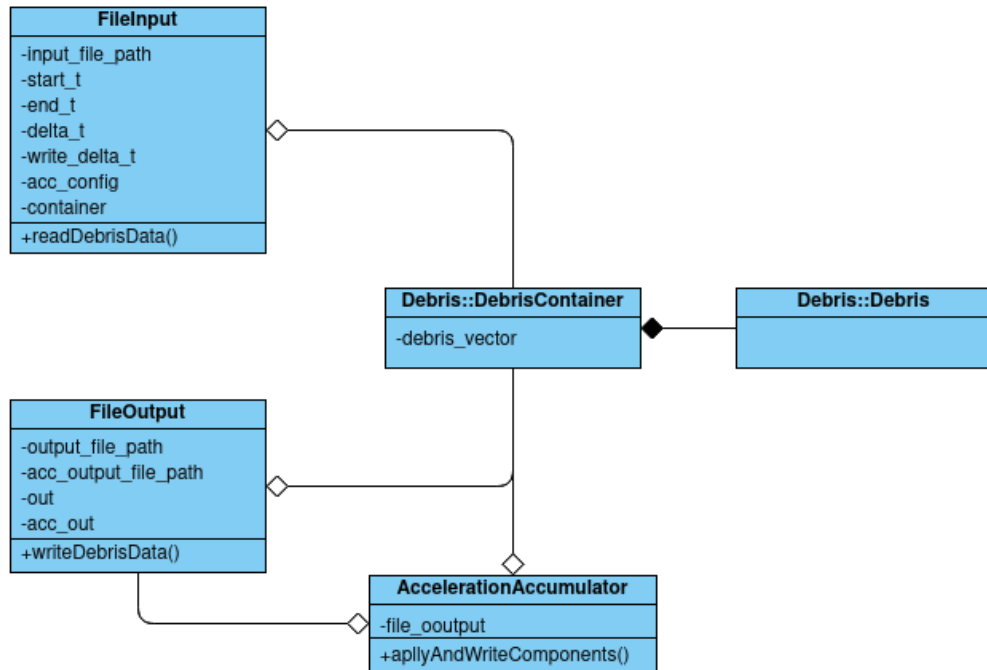 FileInput
-input_file_path
-start_t
-end_t
-delta_t
-write_delta_t
-acc_config
-container
+readDebrisData()
Debris::DebrisContainer
-debris_vector
Debris::Debris
FileOutput
-output_file_path
-acc_output_file_path
-out
-acc_out
+writeDebrisData()
AccelerationAccumulator
-file_ooutput
+apllyAndWriteComponents()